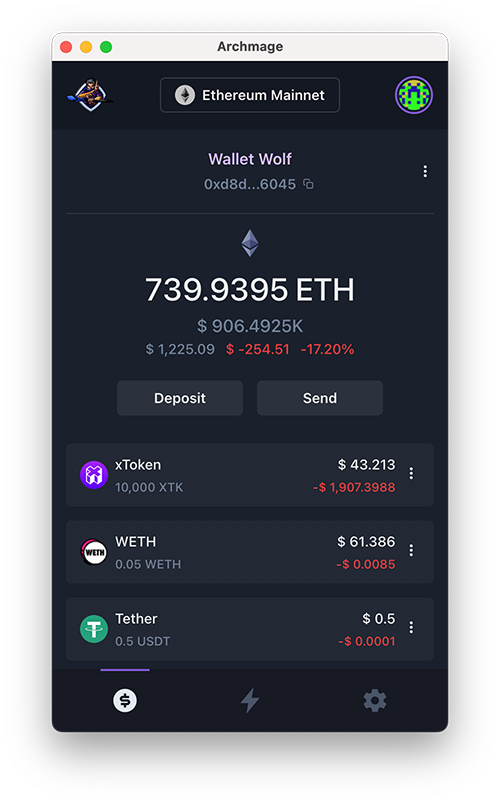 Archmage
Ethereum Mainnet
Wallet Wolf
0xd8d...6045
739.9395 ETH
$ 906.4925K
$ 1,225.09 $ -254.51 -17.20%
Deposit Send
xToken $ 43.213
10,000 XTK -$ 1,907.3988
WETH WETH $ 61.386
0.05 WETH -$ 0.0085
Tether $ 0.5
0.5 USDT -$ 0.0001